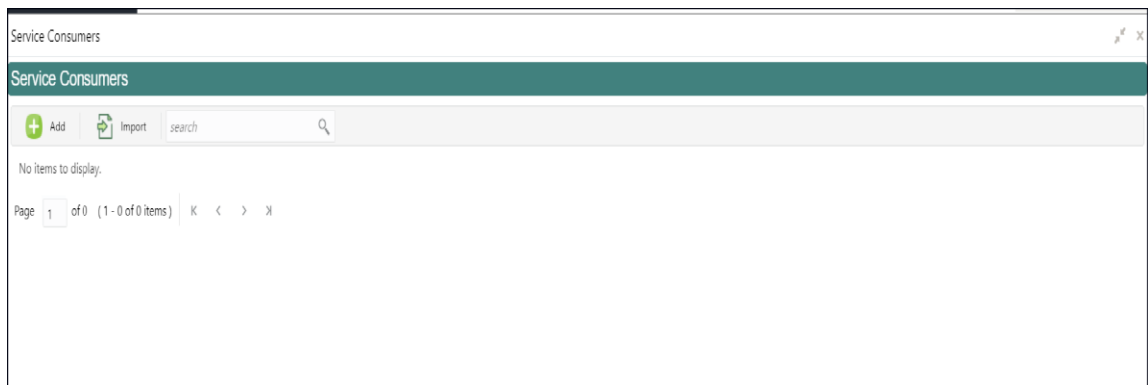 Service Consumers
Service Consumers
Add Import search
No items to display.
Page 1 of 0 (1 - 0 of 0 items)